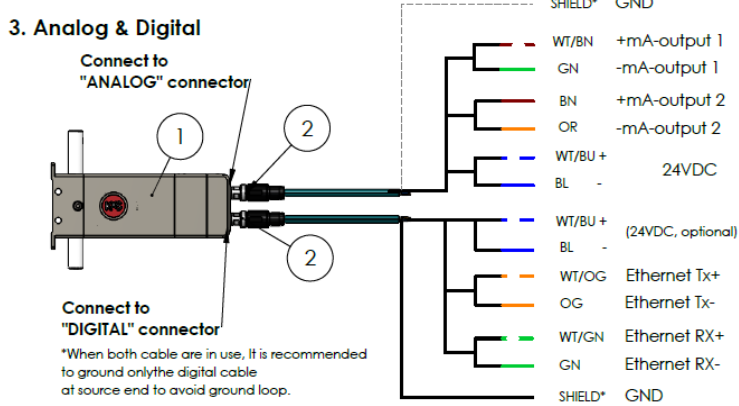 SHIELD* GND
3. Analog & Digital
Connect to
"ANALOG" connector
1
2
WT/BN +mA-output 1
GN -mA-output 1
BN +mA-output 2
OR -mA-output 2
WT/BU +
24VDC
BL -
WT/BU +
(24VDC, optional)
BL -
2
WT/OG Ethernet Tx+
OG Ethernet Tx-
Connect to
"DIGITAL" connector
WT/GN Ethernet RX+
GN Ethernet RX-
*When both cable are in use, It is recommended
to ground onlythe digital cable
at source end to avoid ground loop.
SHIELD* GND